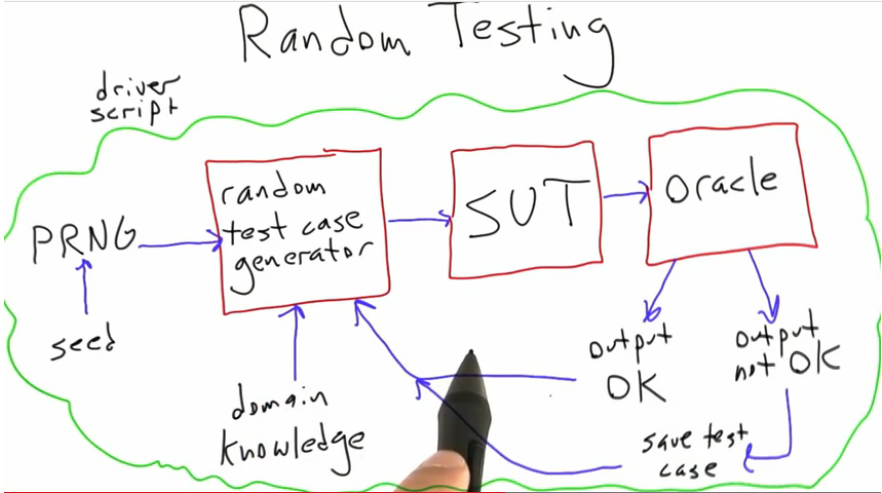 Random Testing
driver
script
PRNG
seed
random
test case
generator
SUT
oracle
domain
knowledge
output
OK
output
not OK
save test
case